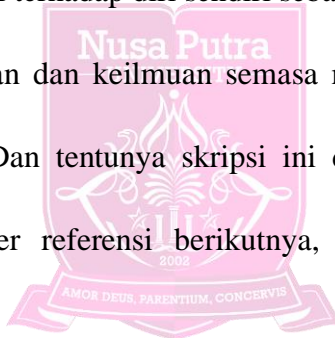 terhadap diri sendiri seba
Nusa Putra
an dan keilmuan semasa
Dan tentunya skripsi ini
er referensi berikutnya,
2002
AMOR DEUS, PARENTIUM, CONCERVIS